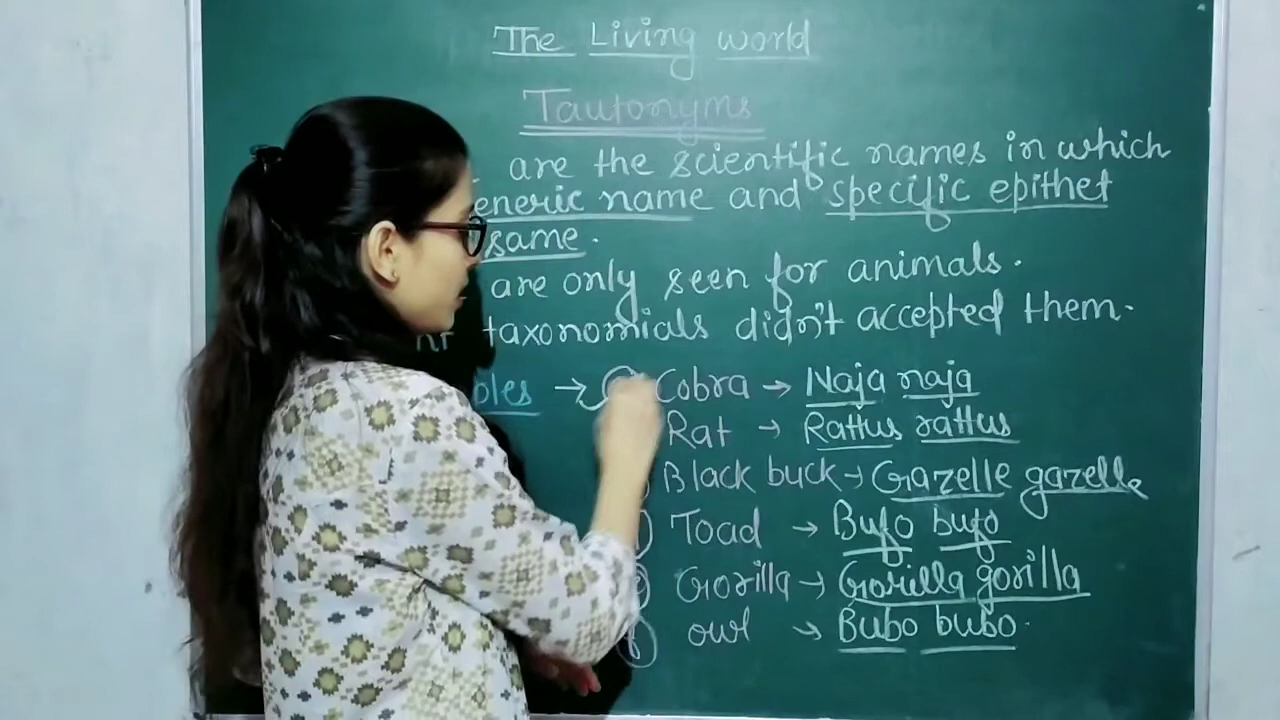 The Living world
Tautonyms
are the scientific names in which
eneric name and specific epithet
same.
are only seen for animals.
taxonomials didn't accepted them.
ples → Cobra → Naja naja
Rat → Rattus rattus
Black buck → Gazelle gazelle
Toad → Bufo bufo
Gorilla → Gorilla gorilla
owl → Bubo bubo.